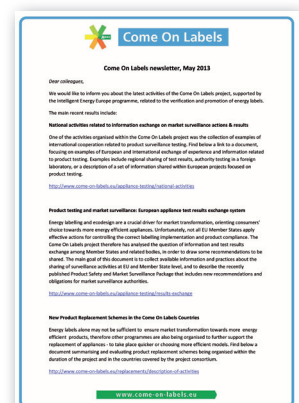 Come On Labels
Come On Labels newsletter, May 2013
Dear colleagues,
We would like to inform you about the latest activities of the Come On Labels project, supported by
the Intelligent Energy Europe programme, related to the verification and promotion of energy labels.
The main recent results include:
National activities related to information exchange on market surveillance actions & results
One of the activities organised within the Come On Labels project was the collection of examples of
international cooperation related to product surveillance testing. Find below a link to a document,
focusing on examples of European and international exchange of experience and information related
to product testing. Examples include regional sharing of test results, authority testing in a foreign
laboratory, or a description of a set of information shared within European projects focused on
product testing.
http://www.come-on-labels.eu/appliance-testing/national-activities
Product testing and market surveillance: European appliance test results exchange system
Energy labelling and ecodesign are a crucial driver for market transformation, orienting consumers'
choice towards more energy efficient appliances. Unfortunately, not all EU Member States apply
effective actions for controlling the correct labelling implementation and product compliance. The
Come On Labels project therefore has analysed the question of information and test results
exchange among Member States and related bodies, in order to draw some recommendations to be
shared. The main goal of this document is to collect available information and practices about the
sharing of surveillance activities at EU and Member State level, and to describe the recently
published Product Safety and Market Surveillance Package that includes new recommendations and
obligations for market surveillance authorities.
http://www.come-on-labels.eu/appliance-testing/results-exchange
New Product Replacement Schemes in the Come On Labels Countries
Energy labels alone may not be sufficient to ensure market transformation towards more energy
efficient products, therefore other programmes are also being organised to further support the
replacement of appliances - to take place quicker or choosing more efficient models. Find below a
document summarising and evaluating product replacement schemes being organised within the
duration of the project and in the countries covered by the project consortium.
http://www.come-on-labels.eu/replacements/description-of-activities
www.come-on-labels.eu